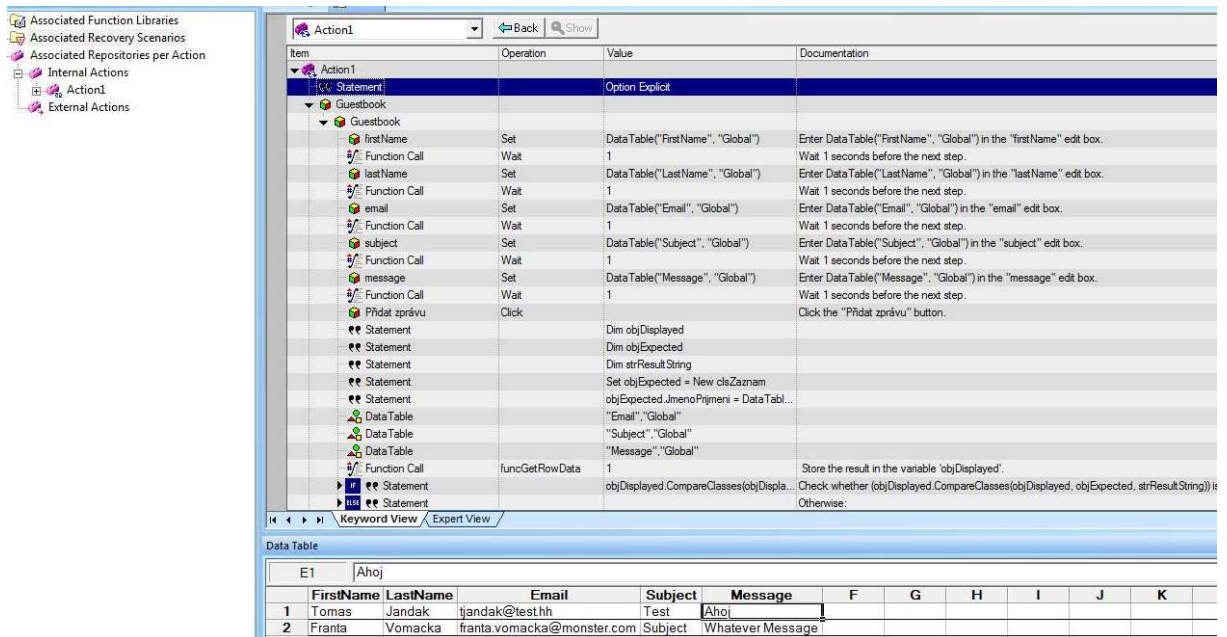 Associated Function Libraries
Associated Recovery Scenarios
Associated Repositories per Action
Internal Actions
Action1
External Actions
Action1 Back Show
Item Operation Value Documentation
Action1
Statement Option Explicit
Guestbook
Guestbook
firstName Set DataTable("FirstName", "Global") Enter DataTable("FirstName", "Global") in the "firstName" edit box.
Function Call Wait 1 Wait 1 seconds before the next step.
lastName Set DataTable("LastName", "Global") Enter DataTable("LastName", "Global") in the "lastName" edit box.
Function Call Wait 1 Wait 1 seconds before the next step.
email Set DataTable("Email", "Global") Enter DataTable("Email", "Global") in the "email" edit box.
Function Call Wait 1 Wait 1 seconds before the next step.
subject Set DataTable("Subject", "Global") Enter DataTable("Subject", "Global") in the "subject" edit box.
Function Call Wait 1 Wait 1 seconds before the next step.
message Set DataTable("Message", "Global") Enter DataTable("Message", "Global") in the "message" edit box.
Function Call Wait 1 Wait 1 seconds before the next step.
Přidat zprávu Click Click the "Přidat zprávu" button.
Statement Dim objDisplayed
Statement Dim objExpected
Statement Dim strResultString
Statement Set objExpected = New clsZaznam
Statement objExpected.JmenoPrijmeni = DataTabl...
DataTable "Email","Global"
DataTable "Subject","Global"
DataTable "Message","Global"
Function Call funcGetRowData 1 Store the result in the variable 'objDisplayed'.
IF Statement objDisplayed.CompareClasses(objDispla... Check whether (objDisplayed.CompareClasses(objDisplayed, objExpected, strResultString)) is
ELSE Statement Otherwise:
Keyword View Expert View
Data Table
E1 Ahoj
FirstName LastName Email Subject Message F G H I J K
1 Tomas Jandak tjandak@test.hh Test Ahoj
2 Franta Vomacka franta.vomacka@monster.com Subject Whatever Message